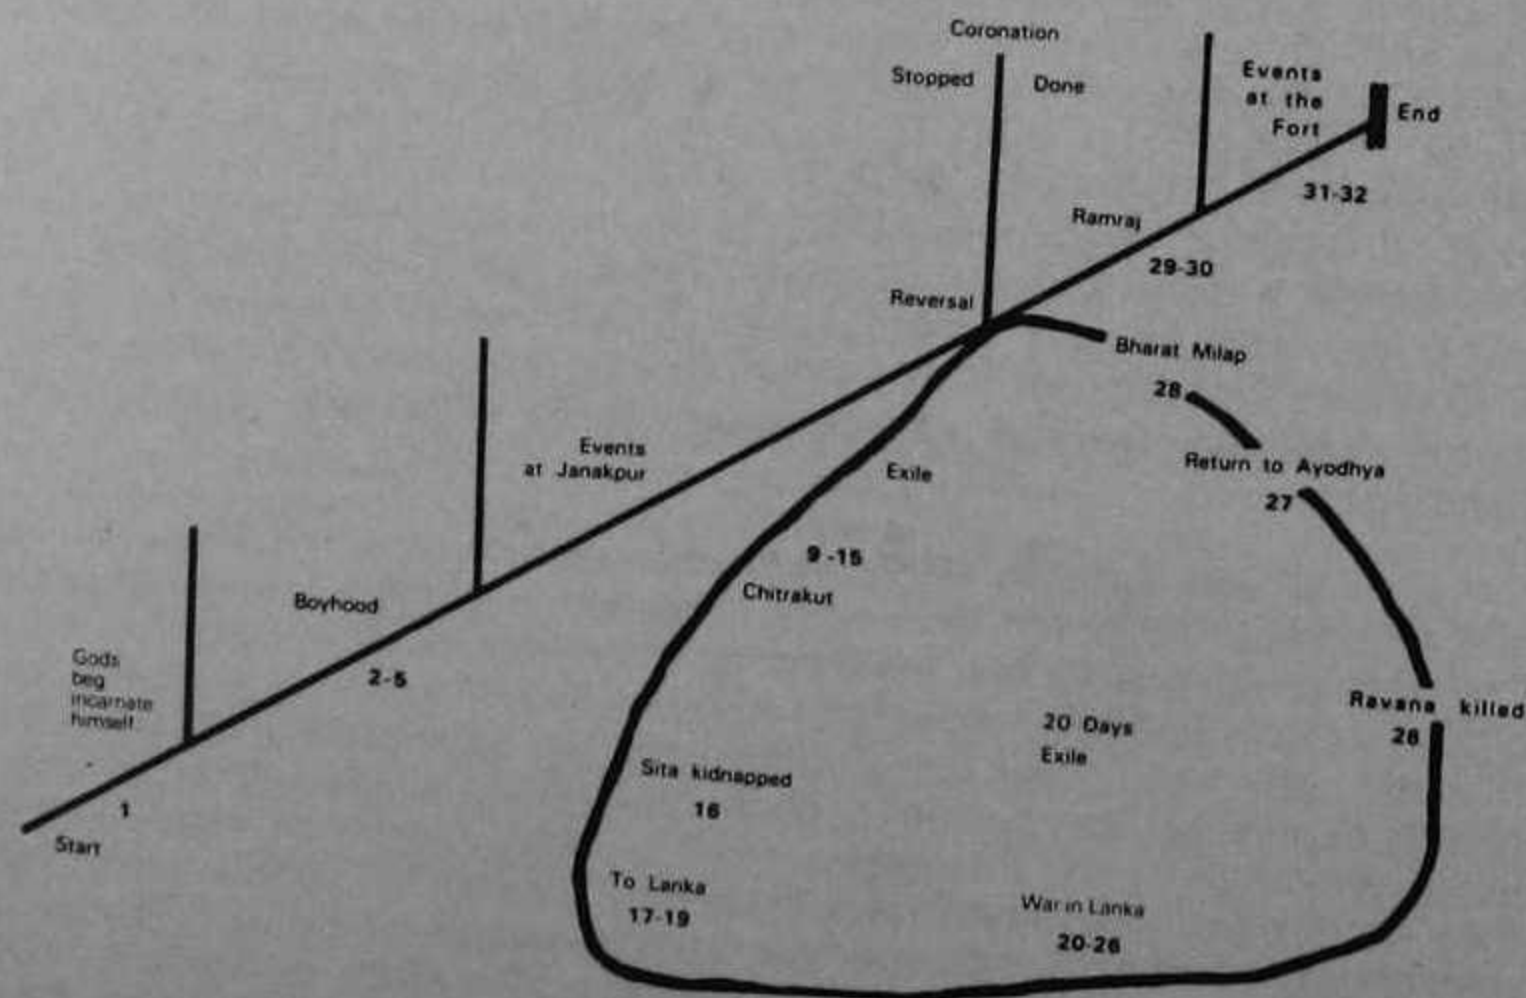 Coronation
Stopped Done
Events
at the
Fort
End
31-32
Ramraj
29-30
Reversal
Bharat Milap
28
Return to Ayodhya
27
Events
at Janakpur
Exile
9-15
Chitrakut
Boyhood
2-5
Gods
beg
incarnate
himself
1
Start
Ravana killed
26
20 Days
Exile
Sita kidnapped
16
To Lanka
17-19
War in Lanka
20-26